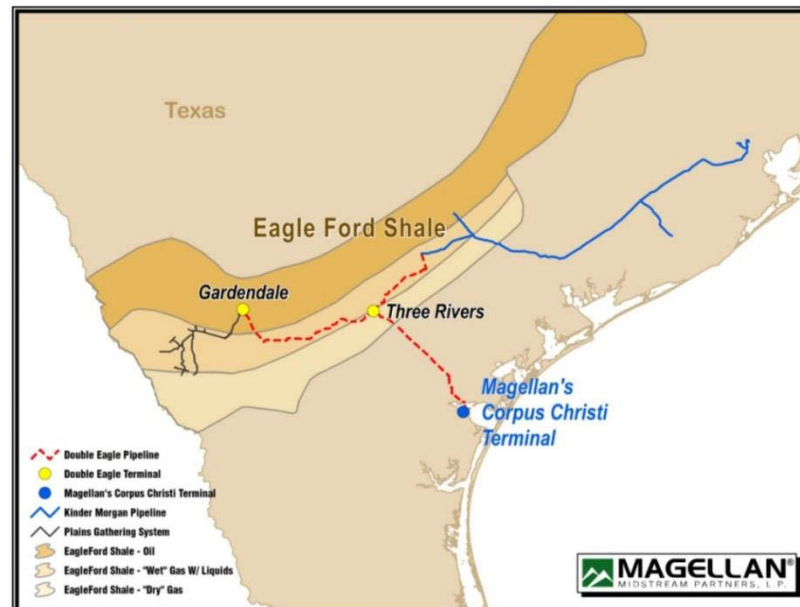 Texas
Eagle Ford Shale
Gardendale
Three Rivers
Magellan's
Corpus Christi
Terminal
Double Eagle Pipeline
Double Eagle Terminal
Magellan's Corpus Christi Terminal
Kinder Morgan Pipeline
Plains Gathering System
EagleFord Shale - Oil
EagleFord Shale - "Wet" Gas W/ Liquids
EagleFord Shale - "Dry" Gas
MAGELLAN®
MIDSTREAM PARTNERS, L.P.